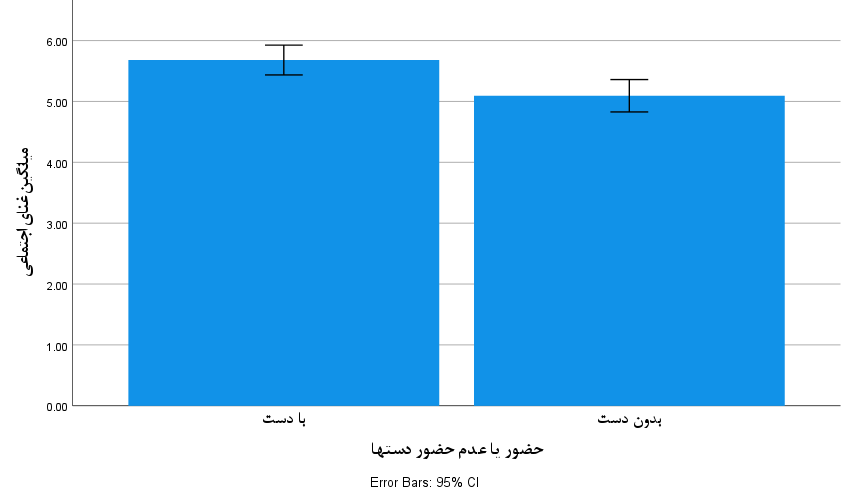 6.00
5.00
4.00
3.00
2.00
1.00
0.00
میانگین غنای اجتماعی
با دست
بدون دست
حضور یا عدم حضور دستها
Error Bars: 95% CI